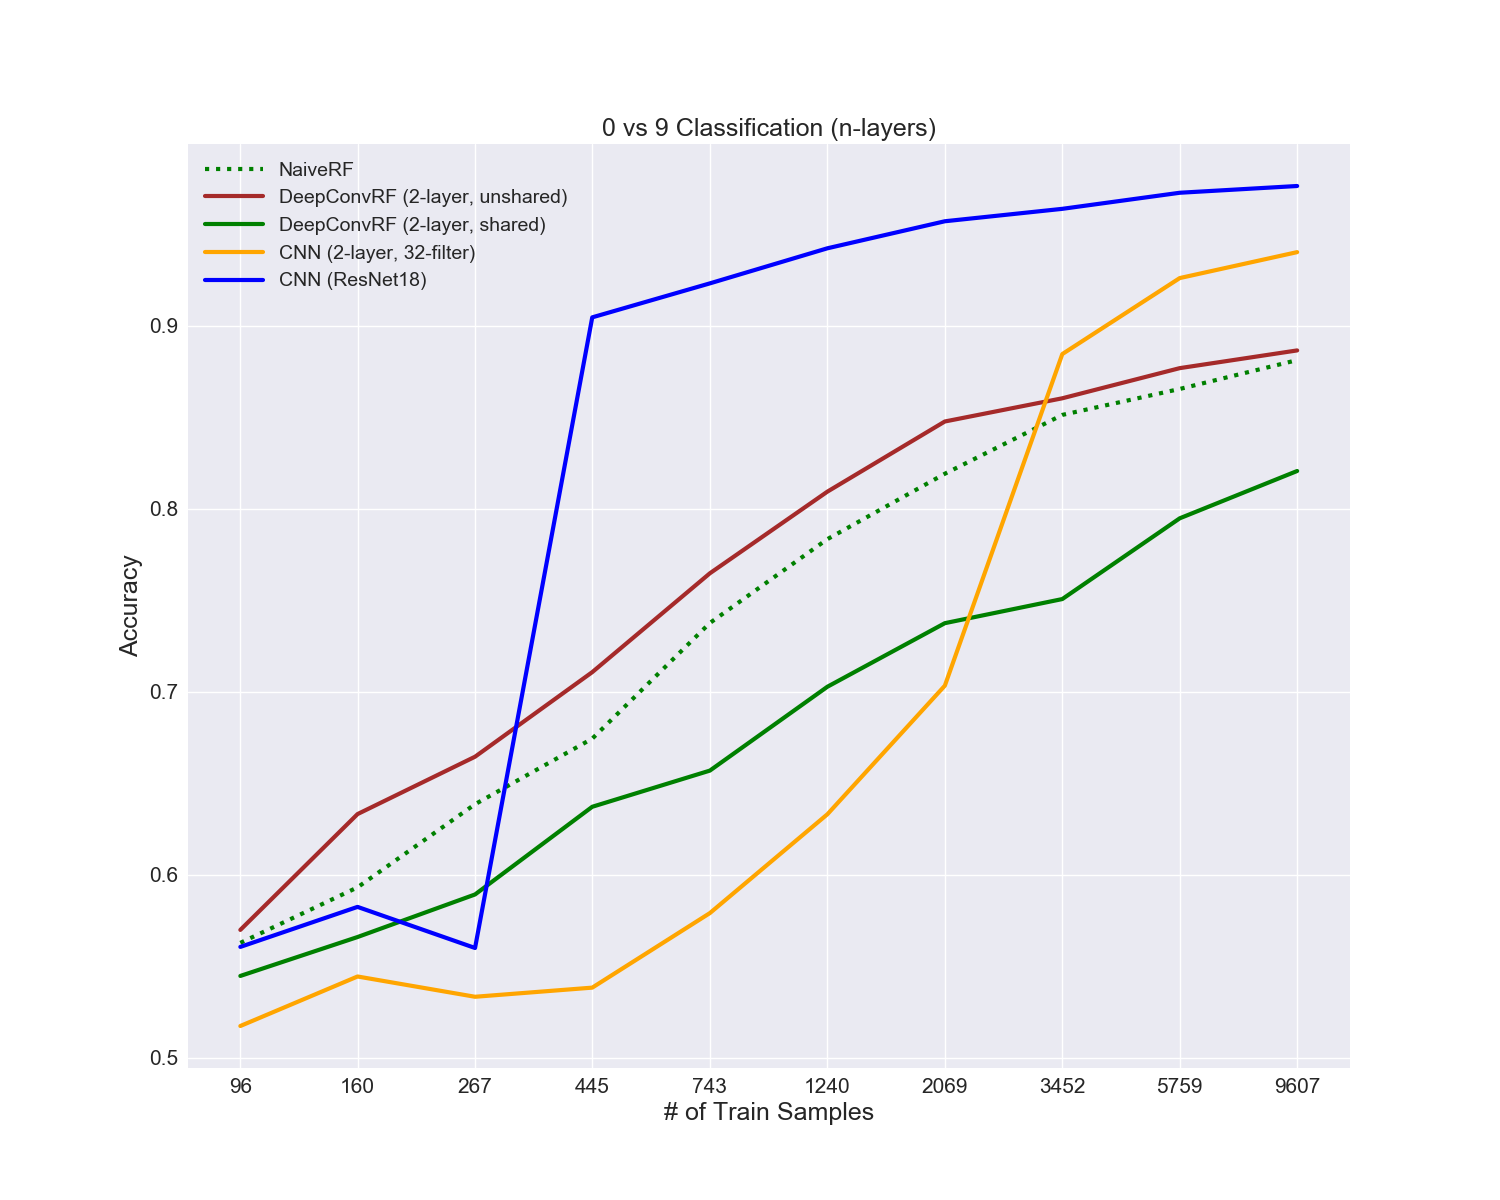 0 vs 9 Classification (n-layers)
NaiveRF
DeepConvRF (2-layer, unshared)
DeepConvRF (2-layer, shared)
CNN (2-layer, 32-filter)
CNN (ResNet18)
Accuracy
0.9
0.8
0.7
0.6
0.5
96 160 267 445 743 1240 2069 3452 5759 9607
# of Train Samples